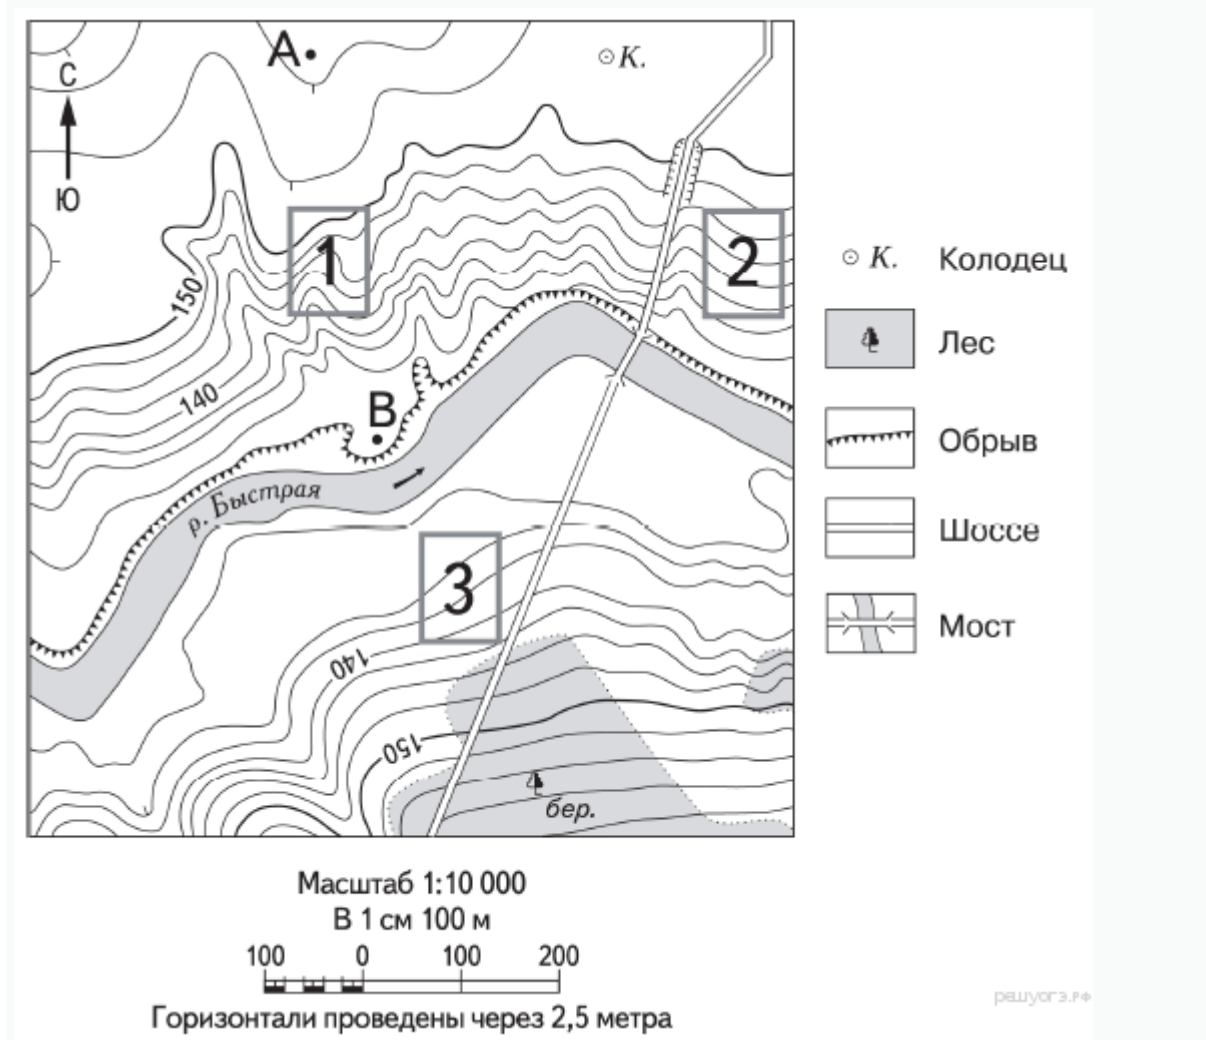 А
К.
С
Ю
1
2
150
140
В
р. Быстрая
3
140
150
бер.
К. Колодец
Лес
Обрыв
Шоссе
Мост
Масштаб 1:10 000
В 1 см 100 м
100 0 100 200
Горизонтали проведены через 2,5 метра
решуогэ.рф